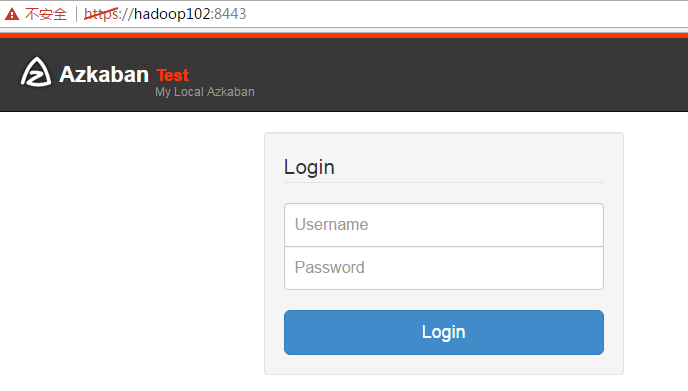 不安全 https://hadoop102:8443
Azkaban Test
My Local Azkaban
Login
Username
Password
Login